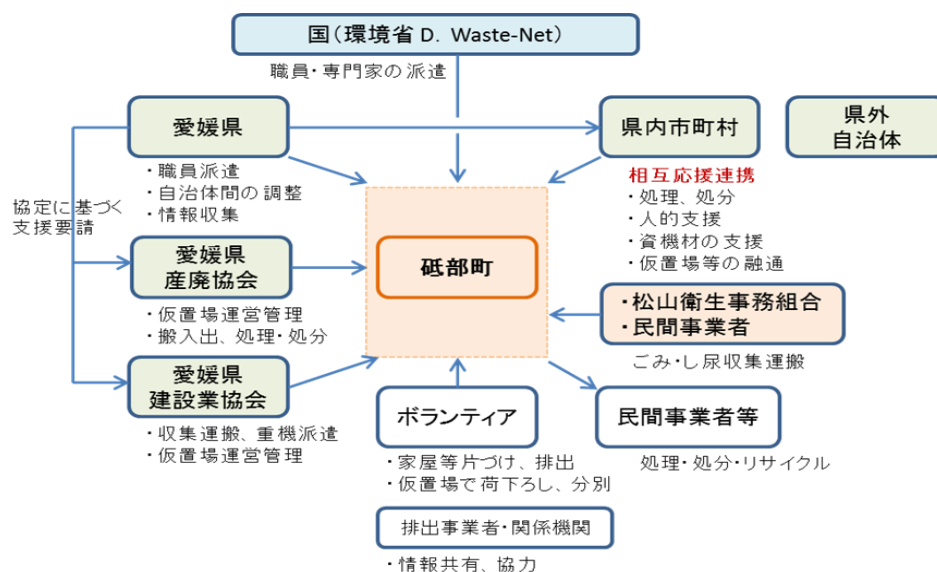 国(環境省 D. Waste-Net)
職員・専門家の派遣
愛媛県
・職員派遣
・自治体間の調整
・情報収集
県内市町村
県外
自治体
相互応援連携
・処理、処分
・人的支援
・資機材の支援
・仮置場等の融通
協定に基づく
支援要請
愛媛県
産廃協会
・仮置場運営管理
・搬入出、処理・処分
砥部町
・松山衛生事務組合
・民間事業者
ごみ・し尿収集運搬
愛媛県
建設業協会
・収集運搬、重機派遣
・仮置場運営管理
ボランティア
・家屋等片づけ、排出
・仮置場で荷下ろし、分別
民間事業者等
処理・処分・リサイクル
排出事業者・関係機関
・情報共有、協力